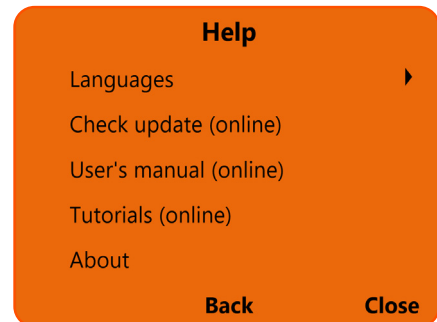 Help
Languages
Check update (online)
User's manual (online)
Tutorials (online)
About
Back Close